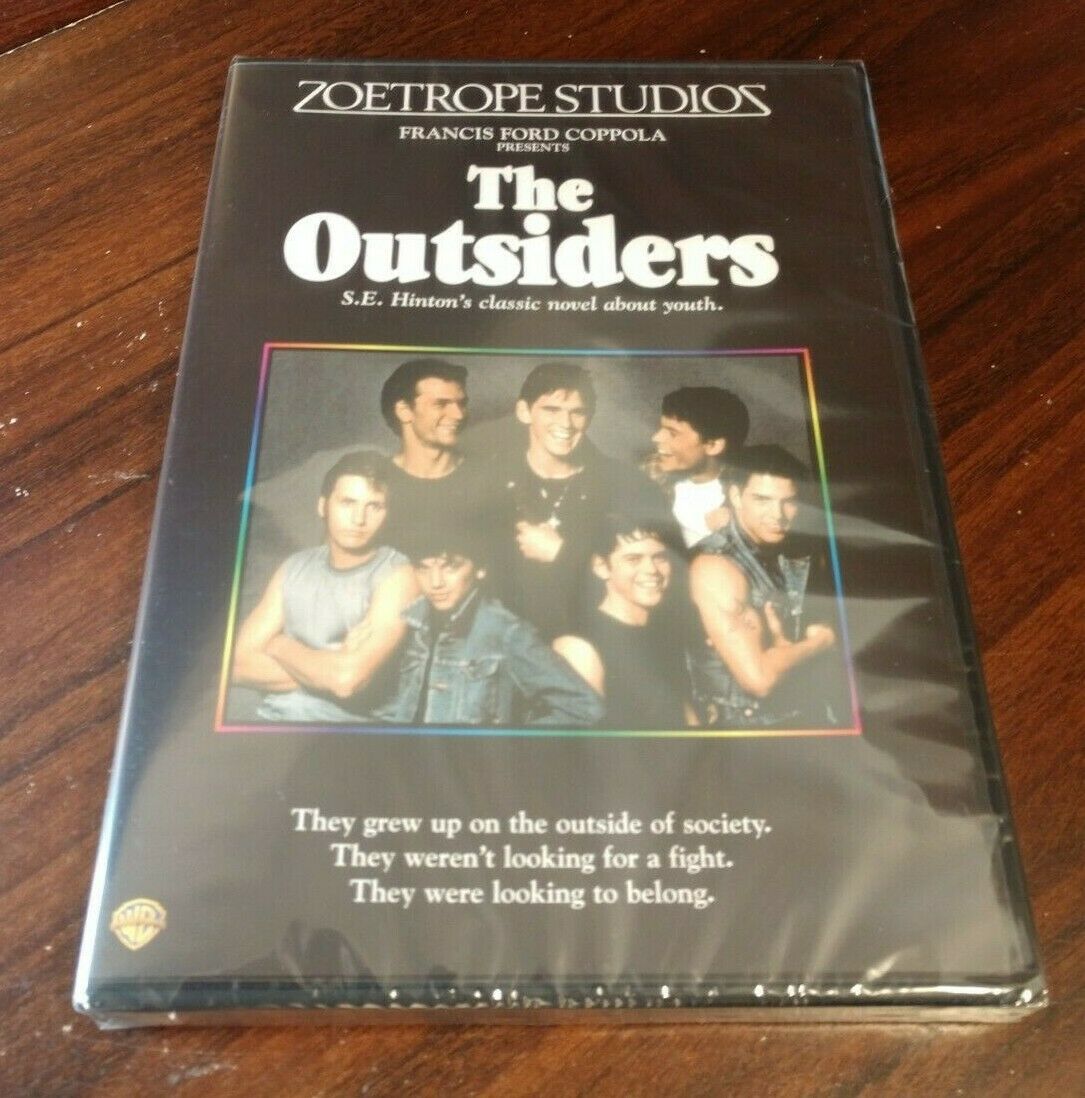 ZOETROPE STUDIOS
FRANCIS FORD COPPOLA
PRESENTS
The
Outsiders
S.E. Hinton's classic novel about youth.
They grew up on the outside of society.
They weren't looking for a fight.
They were looking to belong.